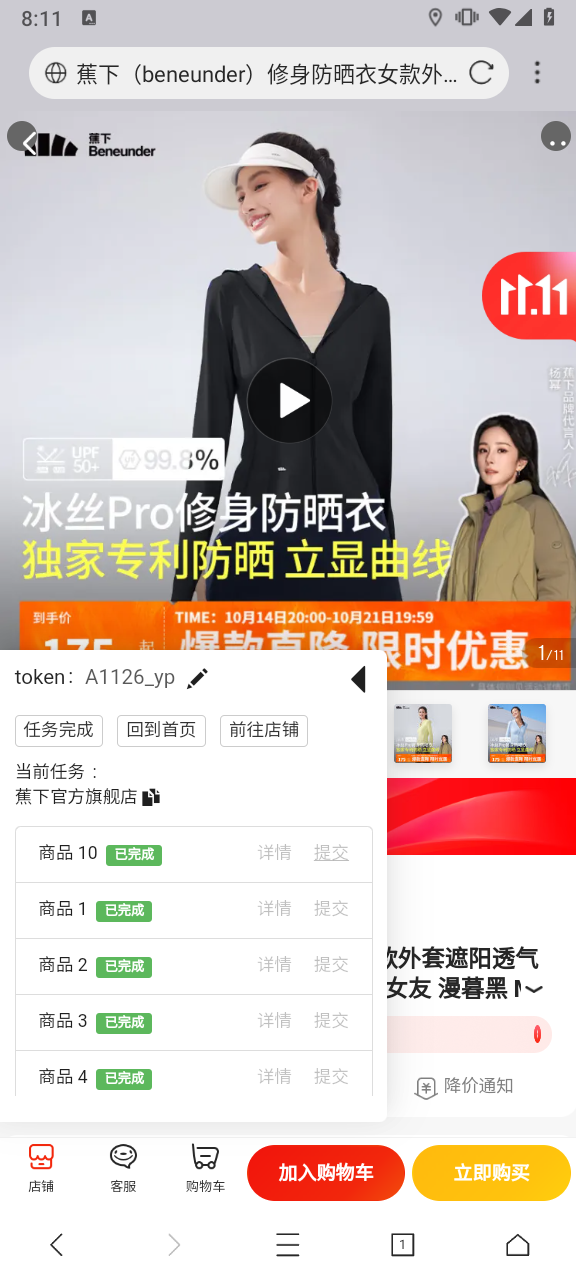 8:11
A
蕉下（beneunder）修身防晒衣女款外...
蕉下
Beneunder
11.11
蕉下品牌代言人
杨幂
UPF
50+
99.8%
冰丝Pro修身防晒衣
独家专利防晒 立显曲线
到手价
TIME：10月14日20:00-10月21日19:59
175 起
爆款直降 限时优惠
1/11
token： A1126_yp
任务完成
回到首页
前往店铺
当前任务：
蕉下官方旗舰店
商品 10 已完成 详情 提交
商品 1 已完成 详情 提交
商品 2 已完成 详情 提交
商品 3 已完成 详情 提交
商品 4 已完成 详情 提交
款外套遮阳透气
女友 漫暮黑 M
降价通知
店铺
客服
购物车
加入购物车
立即购买
1